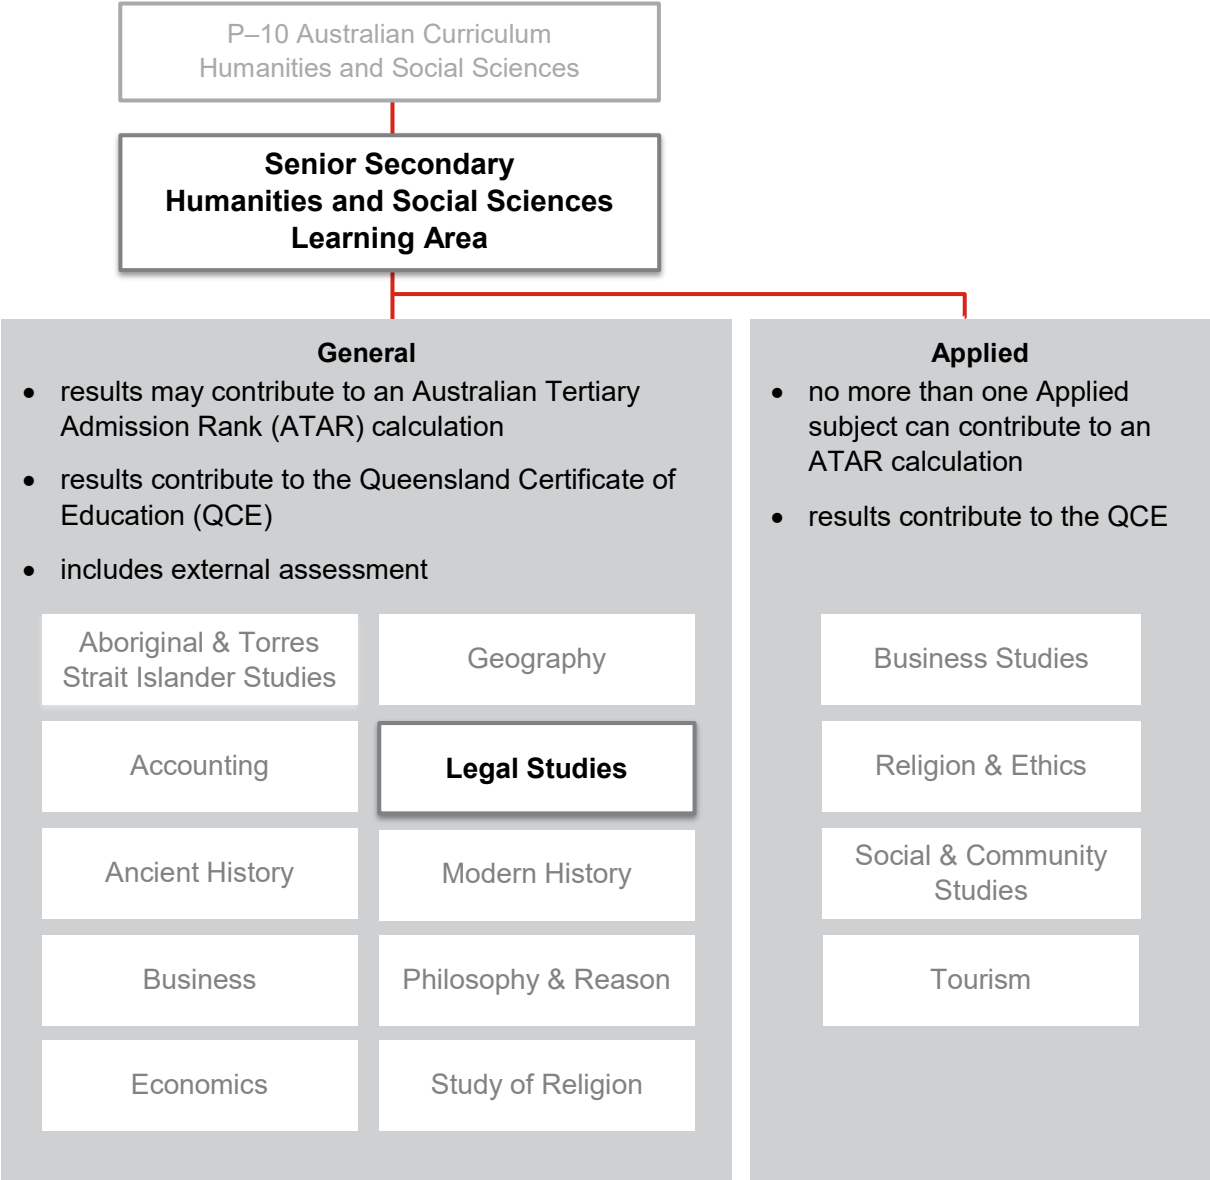 P–10 Australian Curriculum
Humanities and Social Sciences
Senior Secondary
Humanities and Social Sciences
Learning Area
General
• results may contribute to an Australian Tertiary
Admission Rank (ATAR) calculation
• results contribute to the Queensland Certificate of
Education (QCE)
• includes external assessment
Aboriginal & Torres
Strait Islander Studies
Geography
Accounting
Legal Studies
Ancient History
Modern History
Business
Philosophy & Reason
Economics
Study of Religion
Applied
• no more than one Applied
subject can contribute to an
ATAR calculation
• results contribute to the QCE
Business Studies
Religion & Ethics
Social & Community
Studies
Tourism